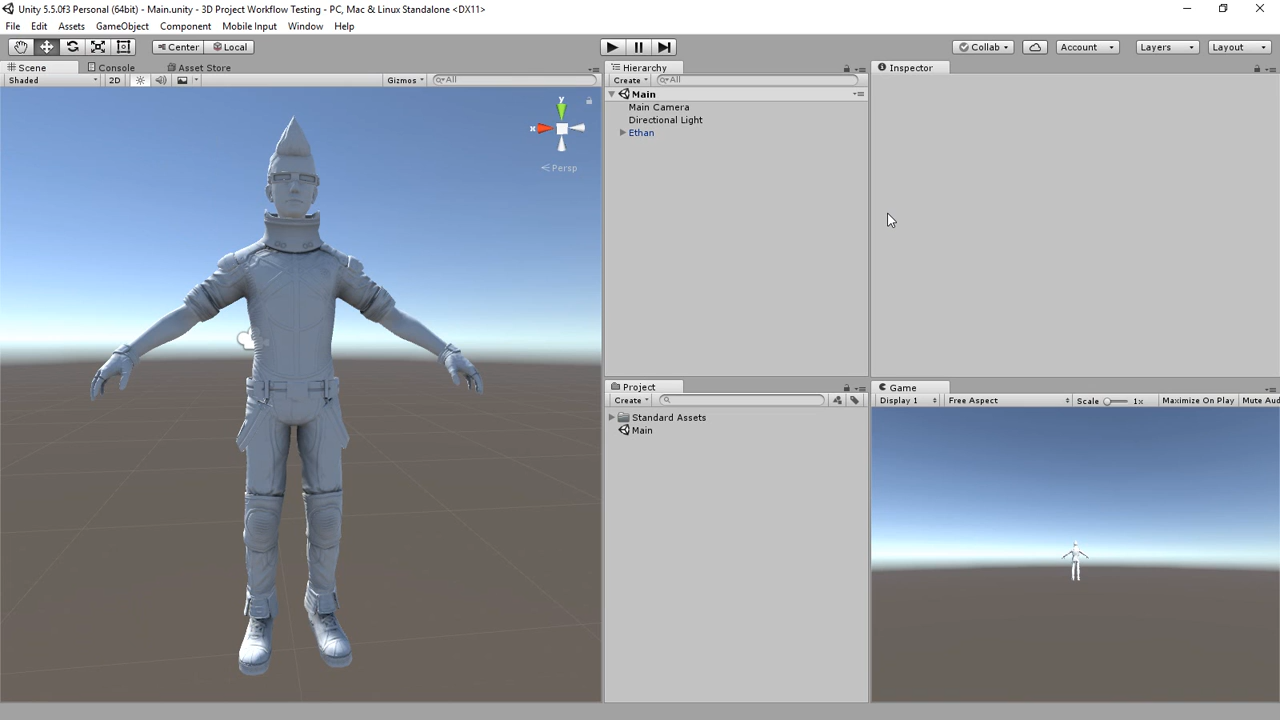 Unity 5.5.0f3 Personal (64bit) - Main.unity - 3D Project Workflow Testing - PC, Mac & Linux Standalone <DX11>
File Edit Assets GameObject Component Mobile Input Window Help
Center Local Collab Account Layers Layout
Scene Console Asset Store
Shaded 2D Gizmos All
y
x
Persp
Hierarchy
Create All
Main
Main Camera
Directional Light
Ethan
Inspector
Project
Create
Standard Assets
Main
Game
Display 1 Free Aspect Scale 1x Maximize On Play Mute Aud